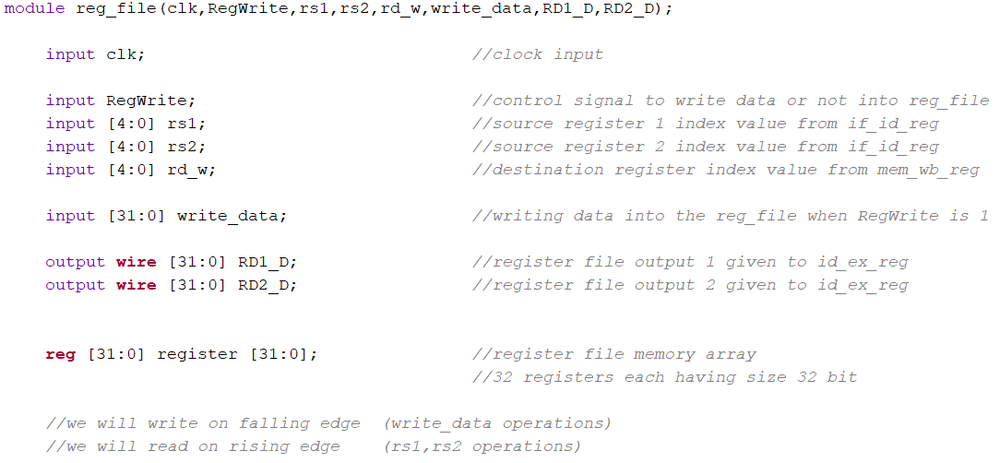 module reg_file(clk,RegWrite,rs1,rs2,rd_w,write_data,RD1_D,RD2_D);
input clk; //clock input
input RegWrite; //control signal to write data or not into reg_file
input [4:0] rs1; //source register 1 index value from if_id_reg
input [4:0] rs2; //source register 2 index value from if_id_reg
input [4:0] rd_w; //destination register index value from mem_wb_reg
input [31:0] write_data; //writing data into the reg_file when RegWrite is 1
output wire [31:0] RD1_D; //register file output 1 given to id_ex_reg
output wire [31:0] RD2_D; //register file output 2 given to id_ex_reg
reg [31:0] register [31:0]; //register file memory array
//32 registers each having size 32 bit
//we will write on falling edge (write_data operations)
//we will read on rising edge (rs1,rs2 operations)